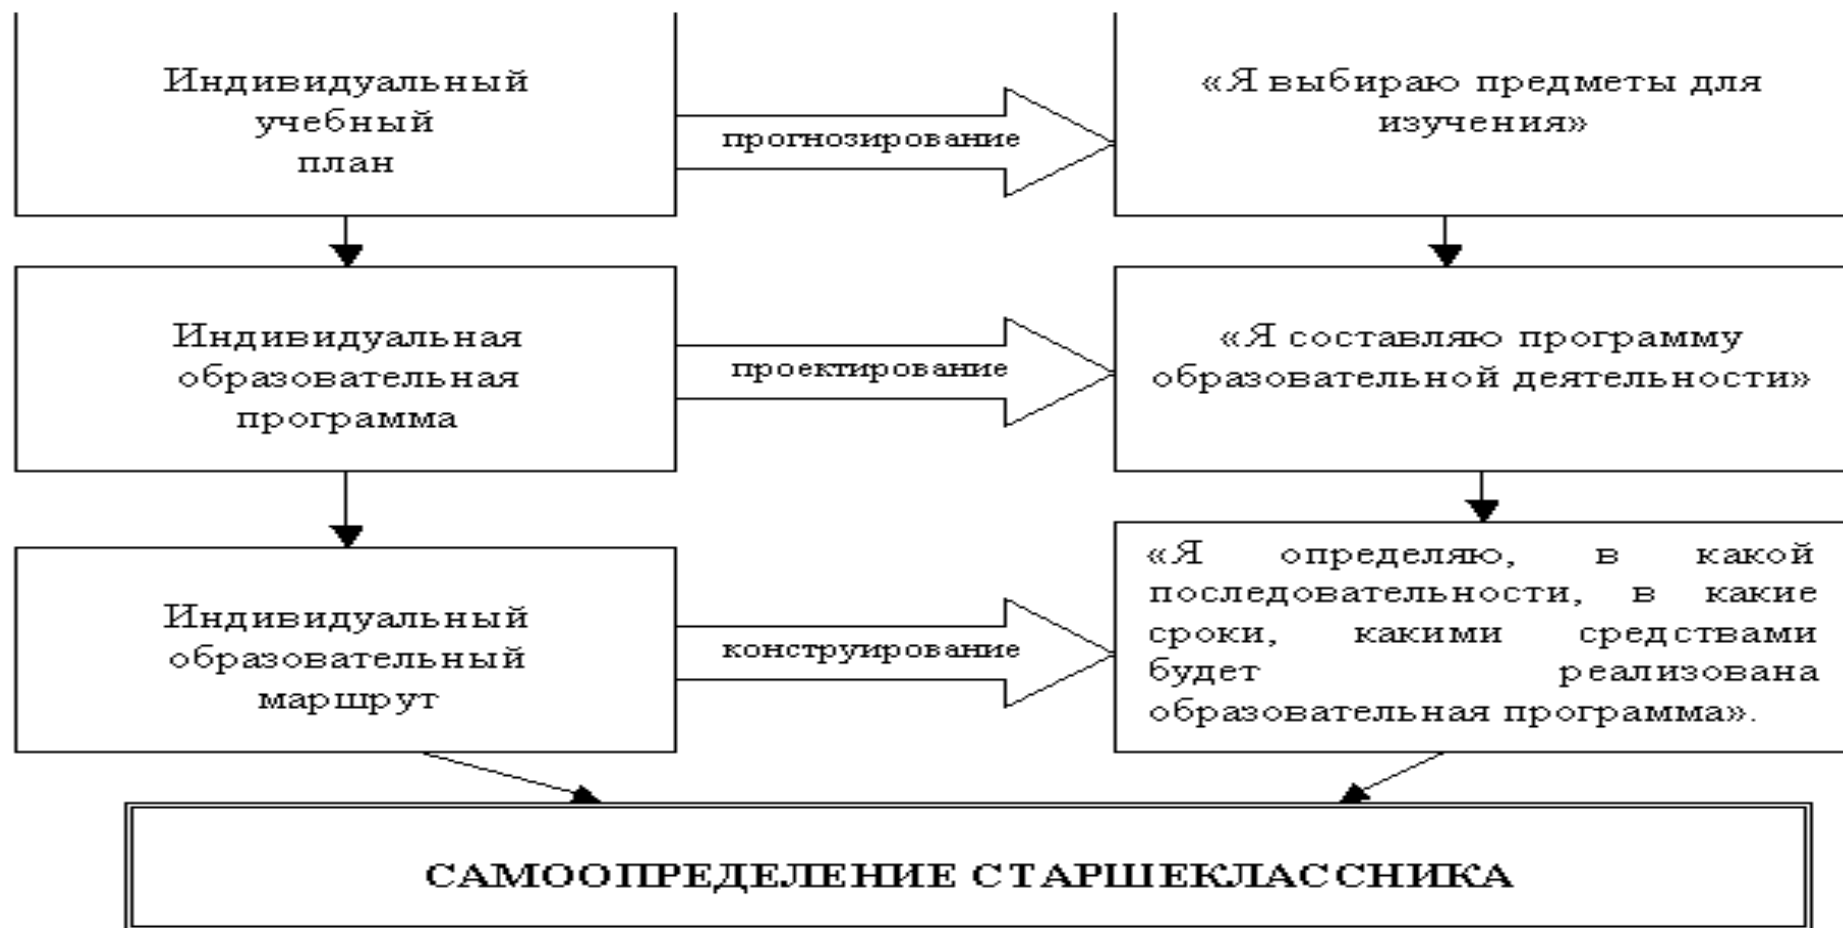 Индивидуальный
учебный
план
прогнозирование
«Я выбираю предметы для
изучения»
Индивидуальная
образовательная
программа
проектирование
«Я составляю программу
образовательной деятельности»
Индивидуальный
образовательный
маршрут
конструирование
«Я определяю, в какой
последовательности, в какие
сроки, какими средствами
будет реализована
образовательная программа».
САМООПРЕДЕЛЕНИЕ СТАРШЕКЛАССНИКА